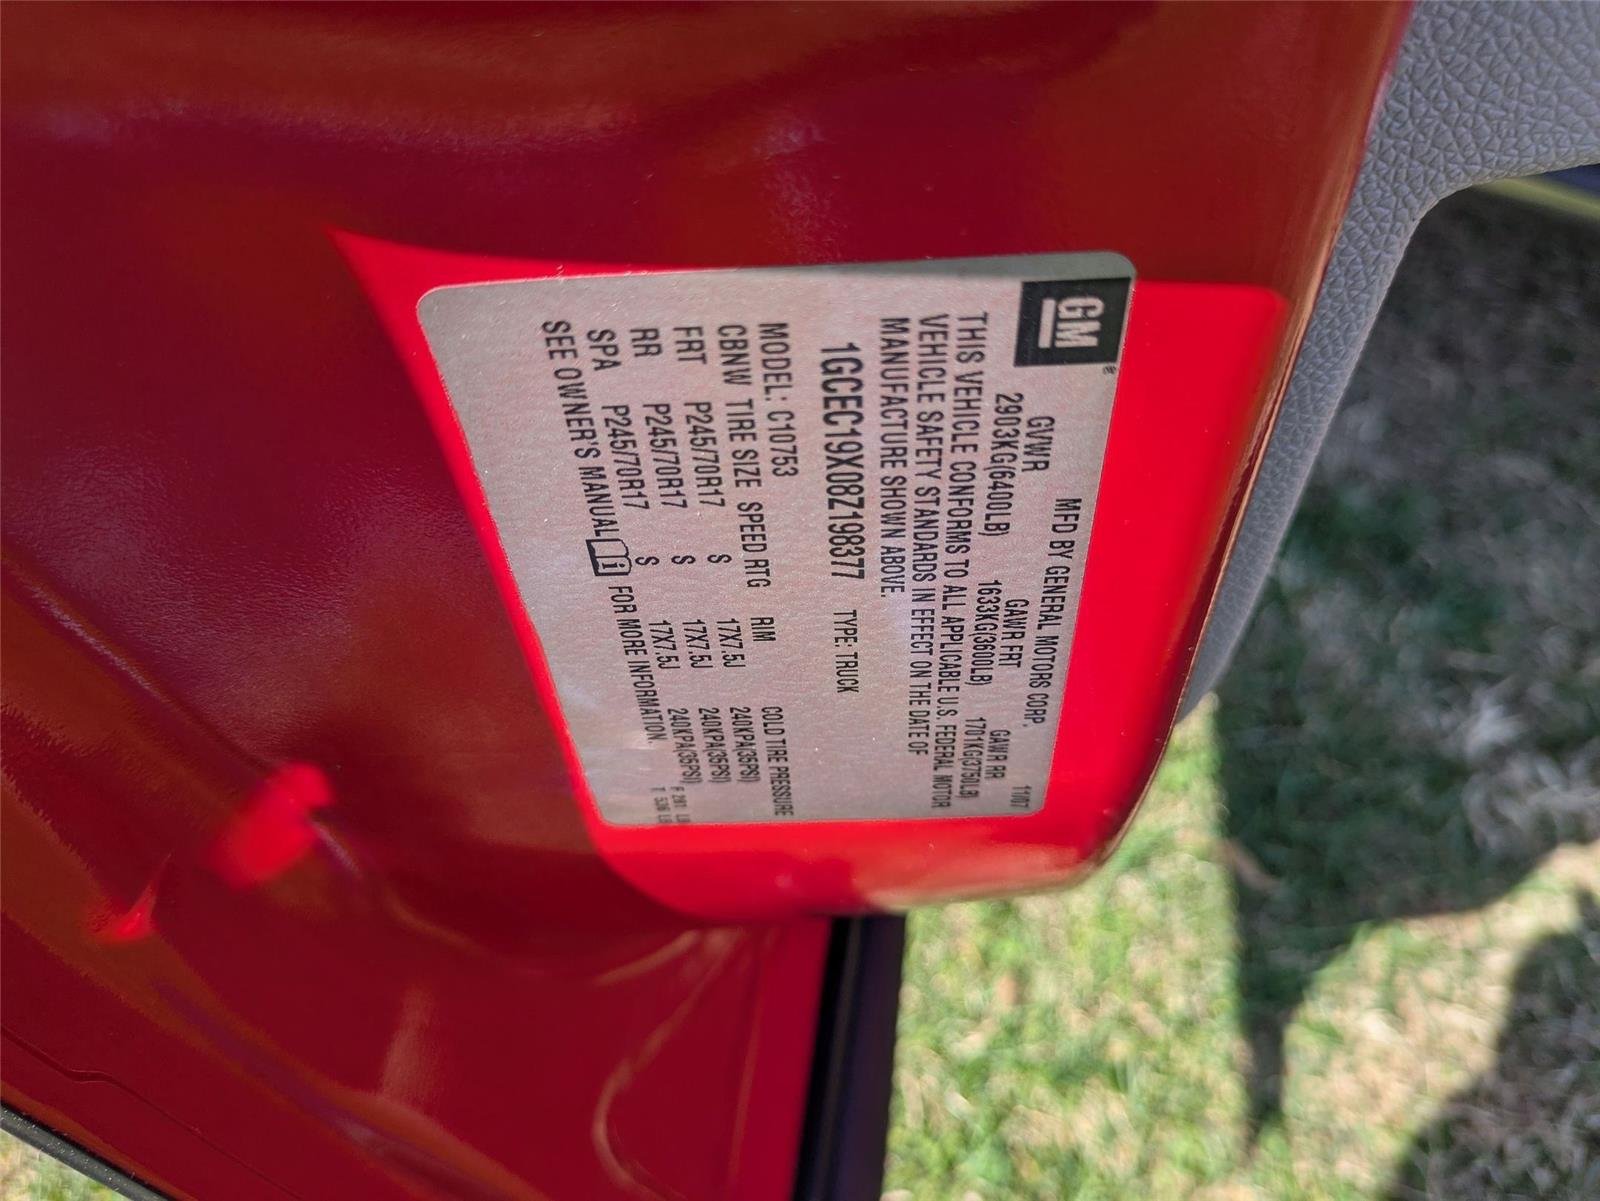 GM
MFD BY GENERAL MOTORS CORP. 11/07
GVWR GAWR FRT GAWR RR
2903KG(6400LB) 1633KG(3600LB) 1701KG(3750LB)
THIS VEHICLE CONFORMS TO ALL APPLICABLE U.S. FEDERAL MOTOR
VEHICLE SAFETY STANDARDS IN EFFECT ON THE DATE OF
MANUFACTURE SHOWN ABOVE.
1GCEC19X08Z198377 TYPE: TRUCK
MODEL: C10753
CBNW TIRE SIZE SPEED RTG RIM COLD TIRE PRESSURE
FRT P245/70R17 S 17X7.5J 240KPA(35PSI)
RR P245/70R17 S 17X7.5J 240KPA(35PSI)
SPA P245/70R17 S 17X7.5J 240KPA(35PSI)
SEE OWNER'S MANUAL i FOR MORE INFORMATION.